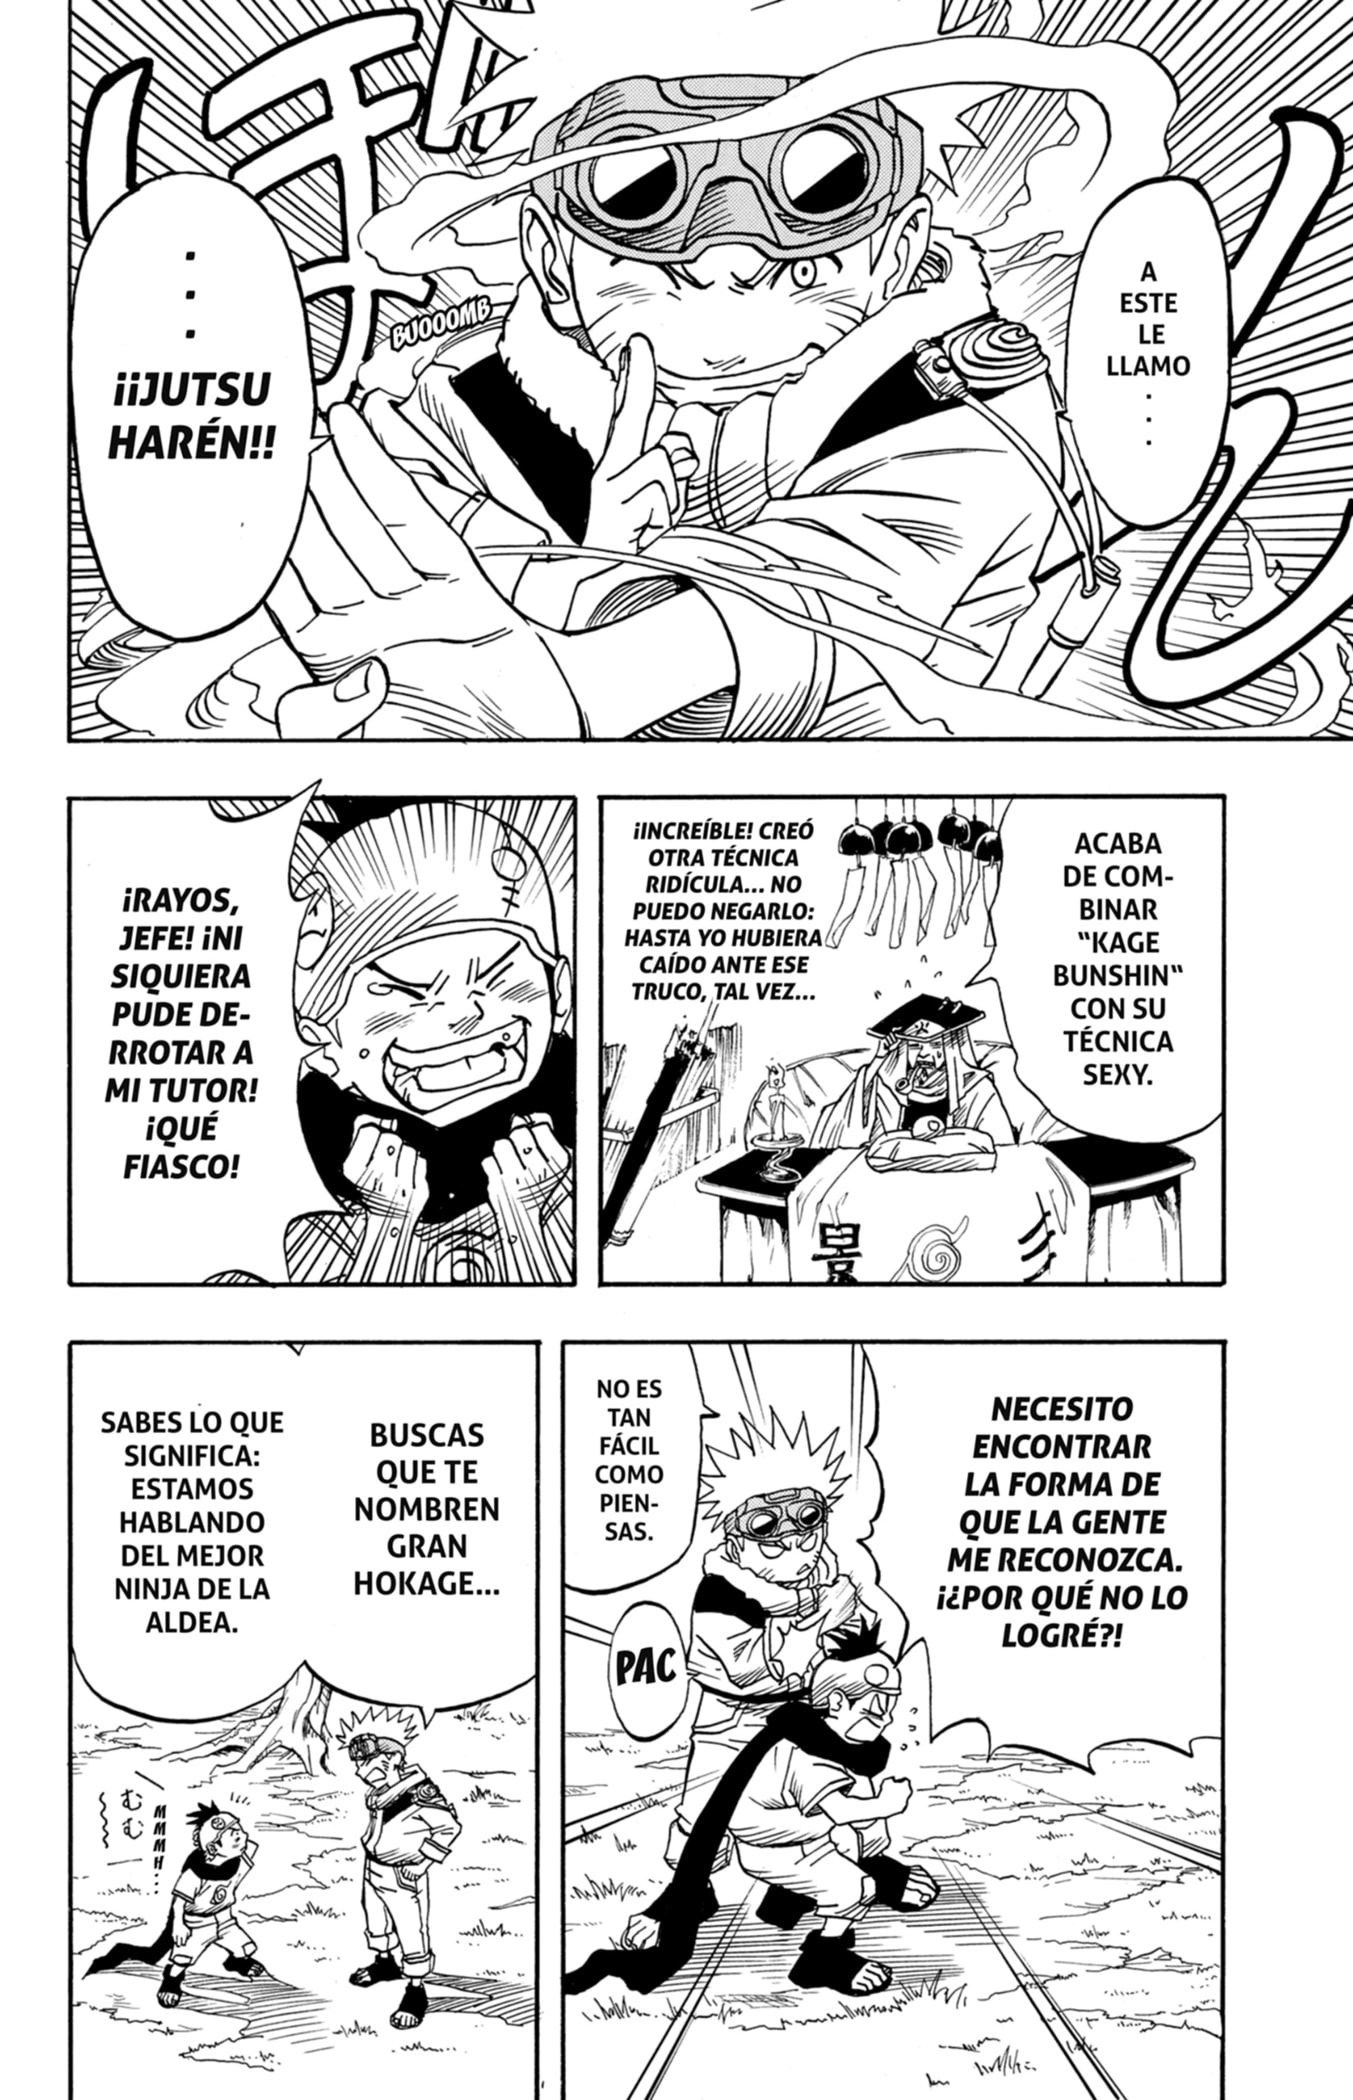 A
ESTE
LE
LLAMO
.
.
.
.
.
.
¡¡JUTSU
HARÉN!!
BUOOOMB
ACABA
DE COM-
BINAR
“KAGE
BUNSHIN“
CON SU
TÉCNICA
SEXY.
¡INCREÍBLE! CREÓ
OTRA TÉCNICA
RIDÍCULA... NO
PUEDO NEGARLO:
HASTA YO HUBIERA
CAÍDO ANTE ESE
TRUCO, TAL VEZ...
¡RAYOS,
JEFE! ¡NI
SIQUIERA
PUDE DE-
RROTAR A
MI TUTOR!
¡QUÉ
FIASCO!
NECESITO
ENCONTRAR
LA FORMA DE
QUE LA GENTE
ME RECONOZCA.
¡¿POR QUÉ NO LO
LOGRÉ?!
NO ES
TAN
FÁCIL
COMO
PIEN-
SAS.
PAC
BUSCAS
QUE TE
NOMBREN
GRAN
HOKAGE...
SABES LO QUE
SIGNIFICA:
ESTAMOS
HABLANDO
DEL MEJOR
NINJA DE LA
ALDEA.
MMMH...
むむ